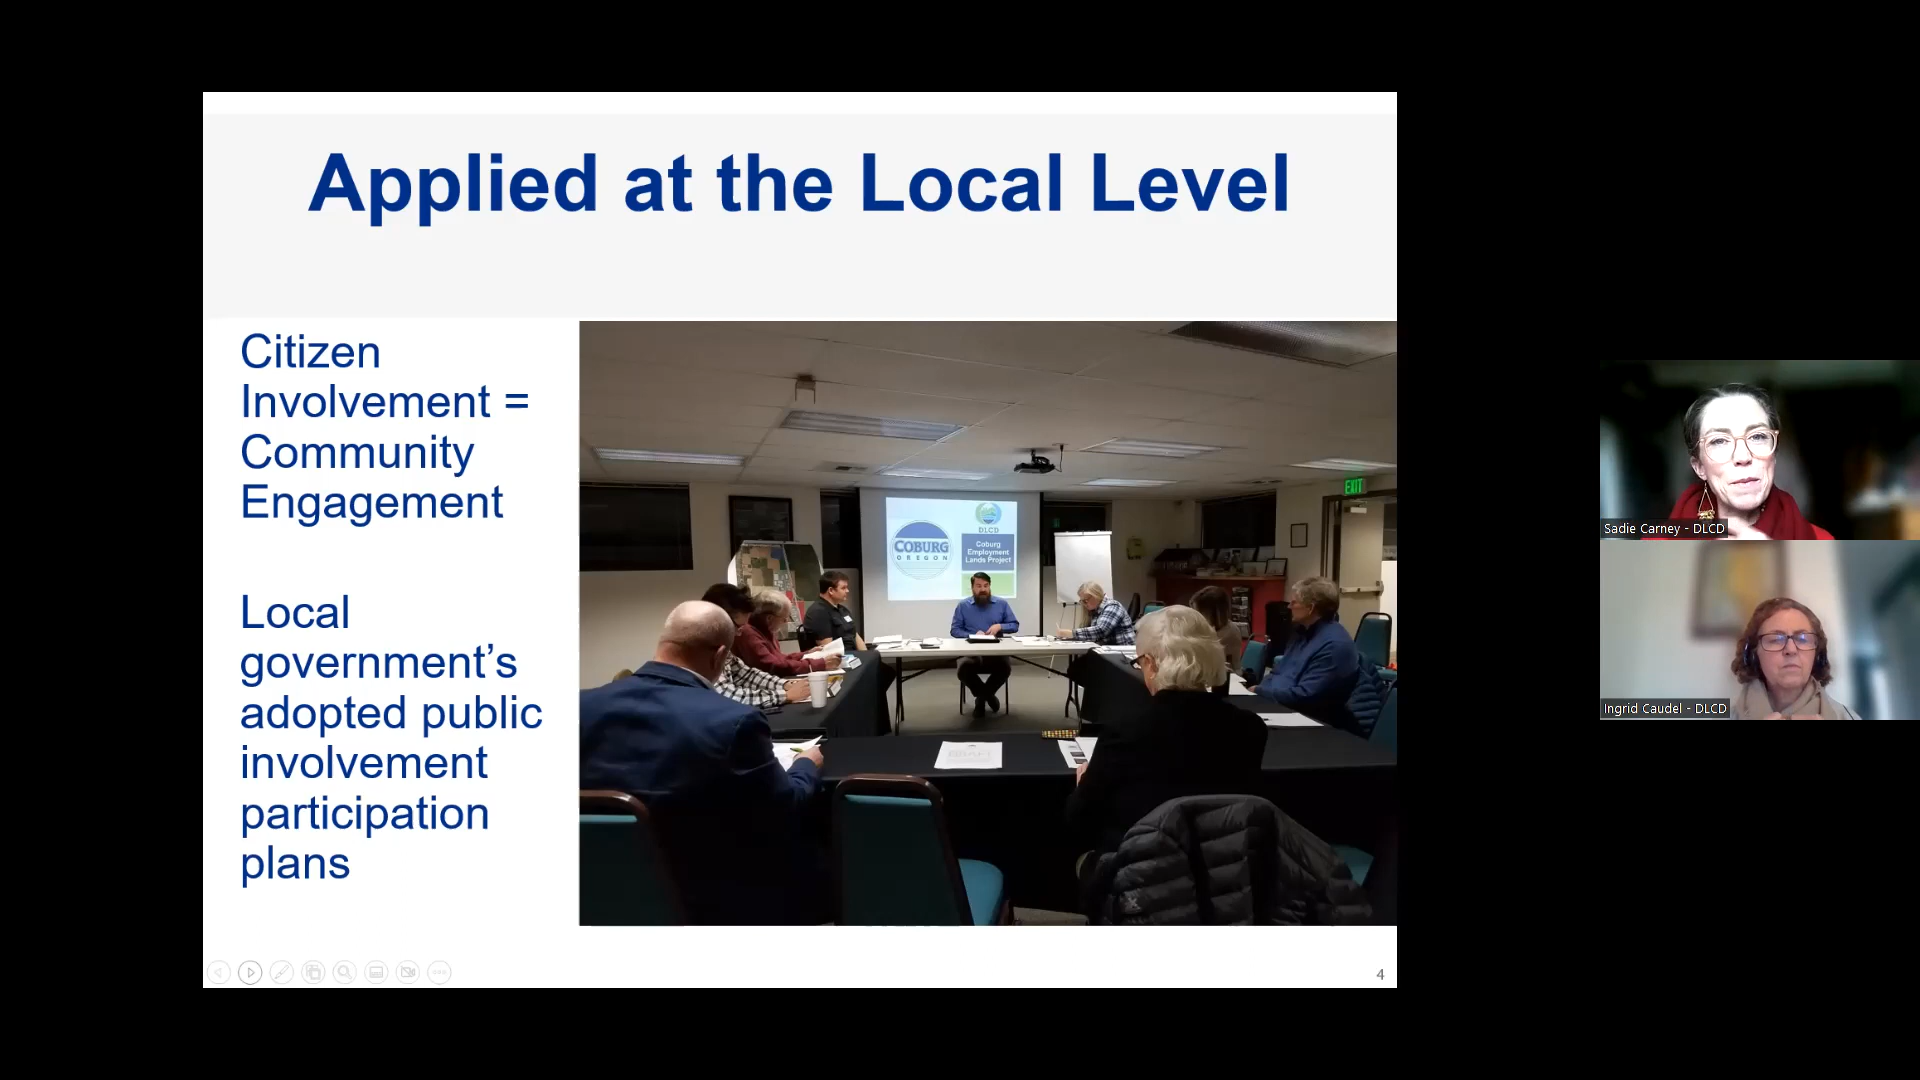 Applied at the Local Level
Citizen
Involvement =
Community
Engagement
Local
government’s
adopted public
involvement
participation
plans
COBURG
OREGON
DLCD
Coburg
Employment
Lands Project
EXIT
4
Sadie Carney - DLCD
Ingrid Caudel - DLCD